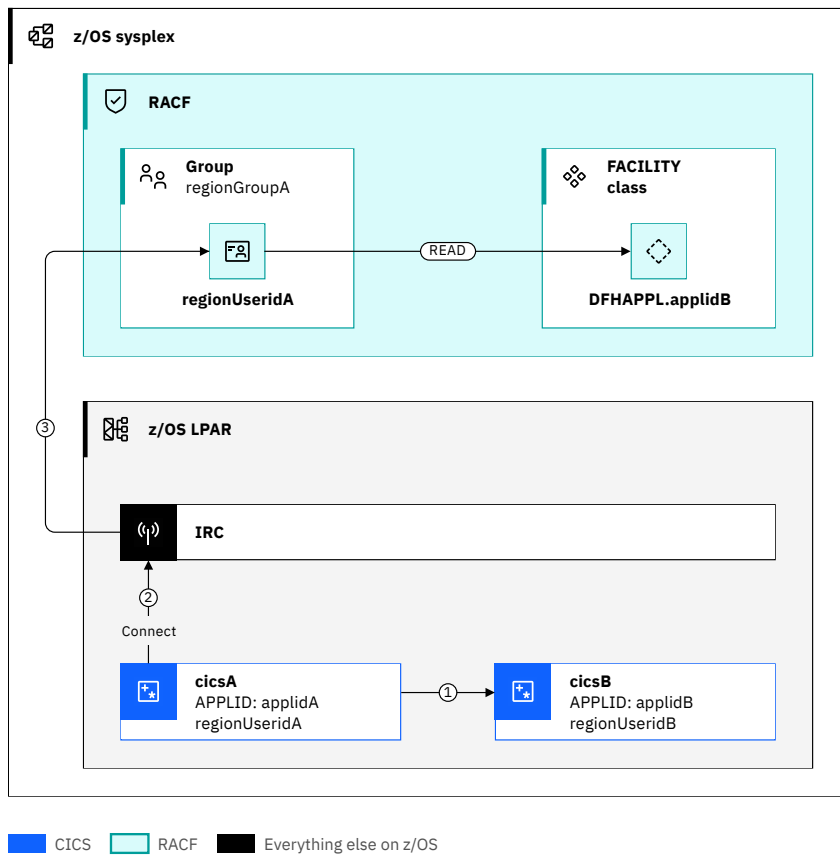 z/OS sysplex
RACF
Group
regionGroupA
FACILITY
class
READ
regionUseridA
DFHAPPL.applidB
3
z/OS LPAR
IRC
2
Connect
cicsA
APPLID: applidA
regionUseridA
1
cicsB
APPLID: applidB
regionUseridB
CICS
RACF
Everything else on z/OS